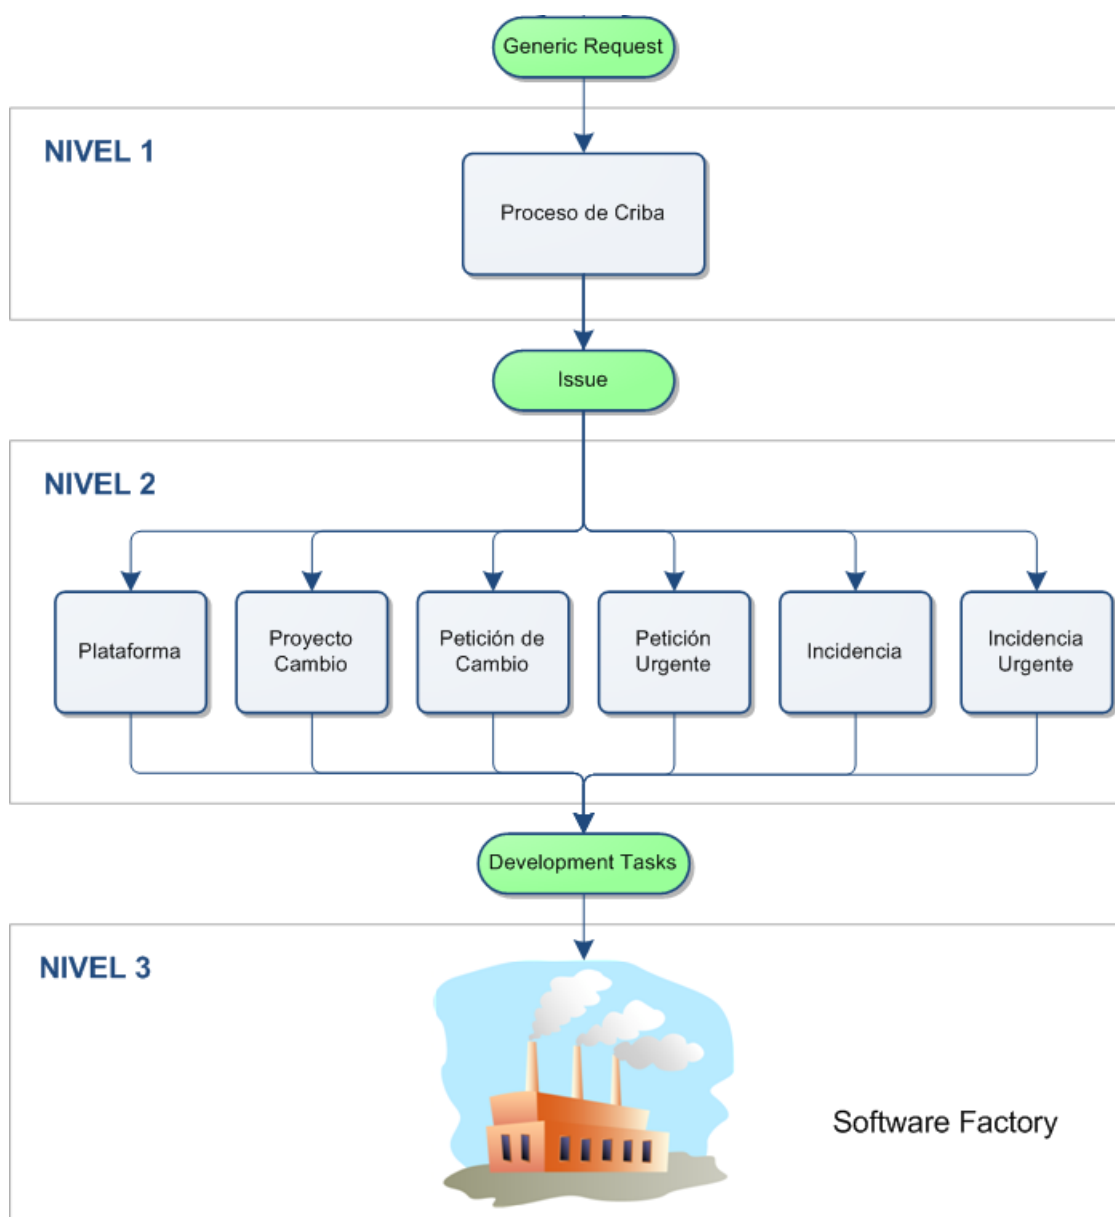 Generic Request
NIVEL 1
Proceso de Criba
Issue
NIVEL 2
Plataforma
Proyecto
Cambio
Petición de
Cambio
Petición
Urgente
Incidencia
Incidencia
Urgente
Development Tasks
NIVEL 3
Software Factory